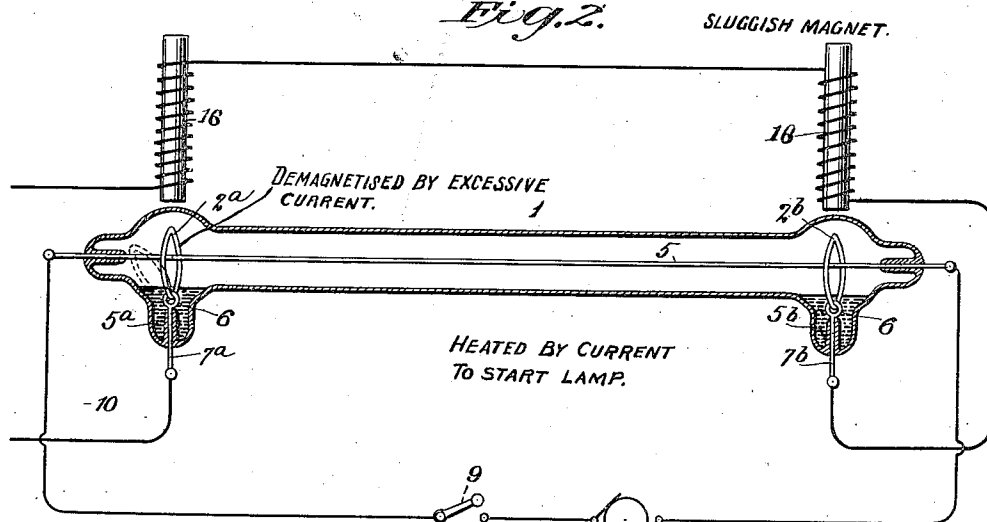 Fig. 2.
SLUGGISH MAGNET.
16
16
DEMAGNETISED BY EXCESSIVE
CURRENT.
2a
1
2b
5
5a
6
5b
6
7a
7b
HEATED BY CURRENT
TO START LAMP.
10
9